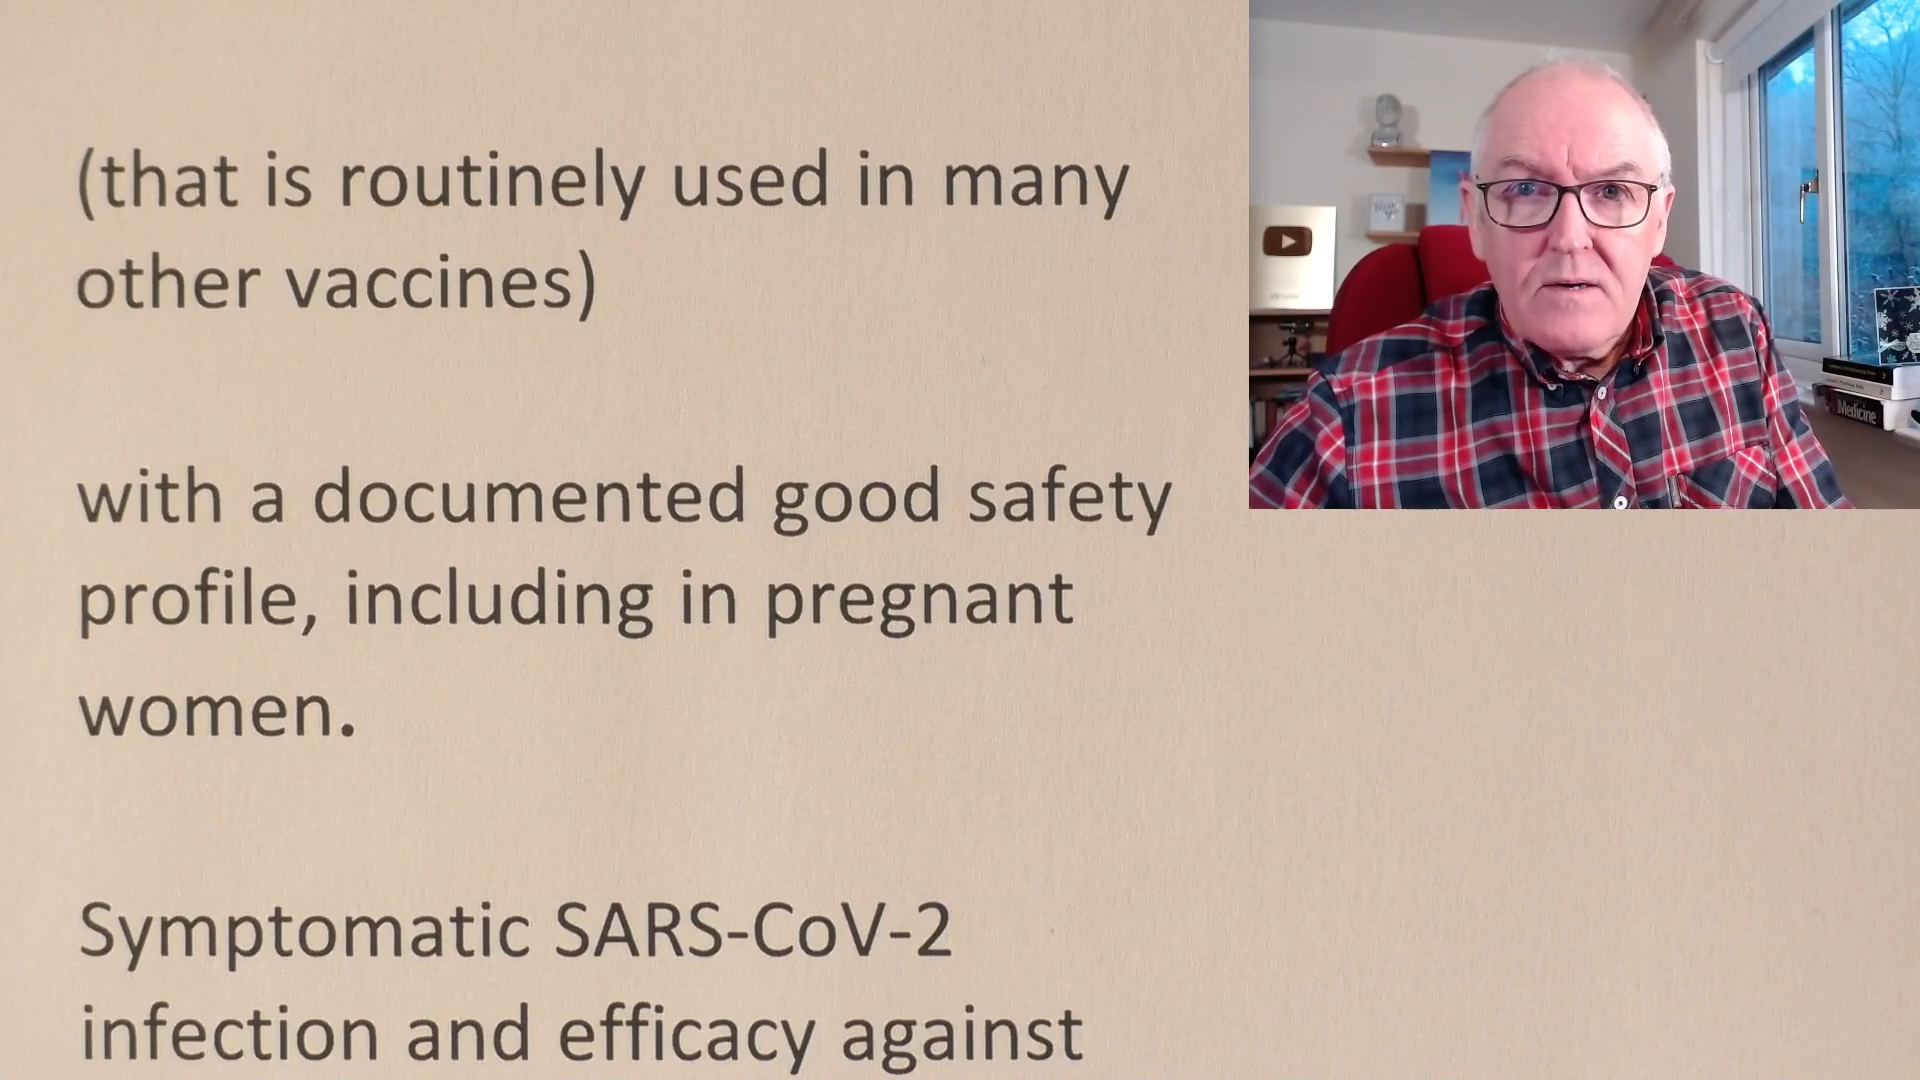 (that is routinely used in many
other vaccines)
with a documented good safety
profile, including in pregnant
women.
Symptomatic SARS-CoV-2
infection and efficacy against
Medicine